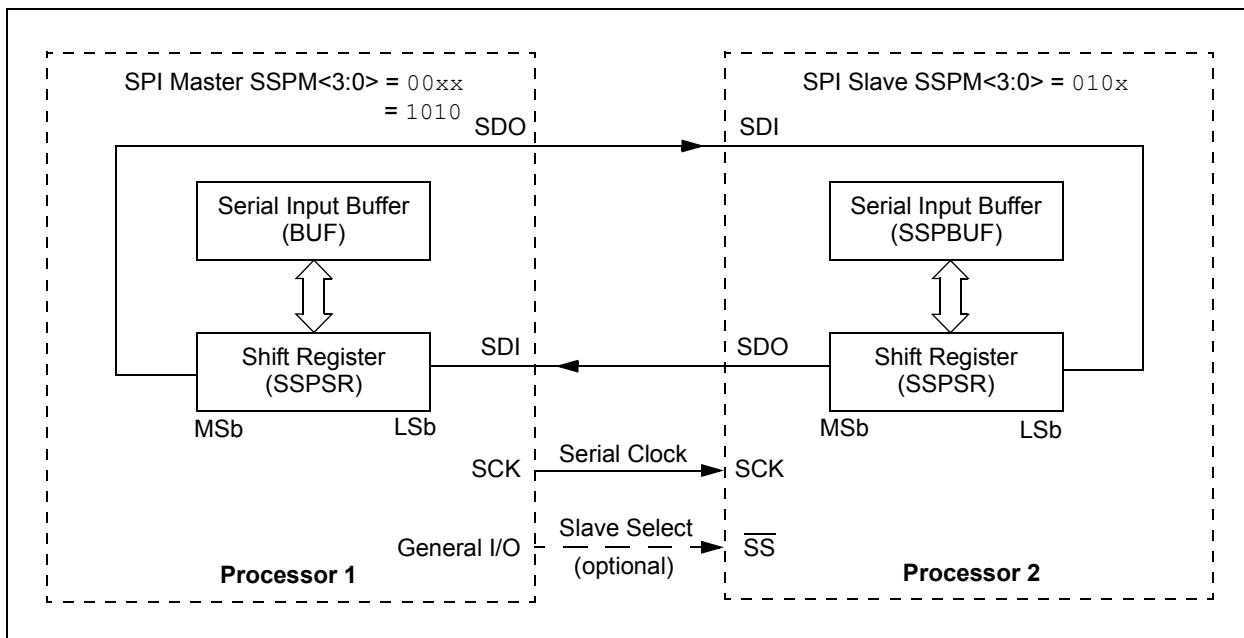 SPI Master SSPM<3:0> = 00xx
= 1010
SDO
Serial Input Buffer
(BUF)
Shift Register
(SSPSR)
MSb
LSb
SDI
SCK
General I/O
Processor 1
Serial Clock
Slave Select
(optional)
SPI Slave SSPM<3:0> = 010x
SDI
Serial Input Buffer
(SSPBUF)
SDO
Shift Register
(SSPSR)
MSb
LSb
SCK
SS
Processor 2